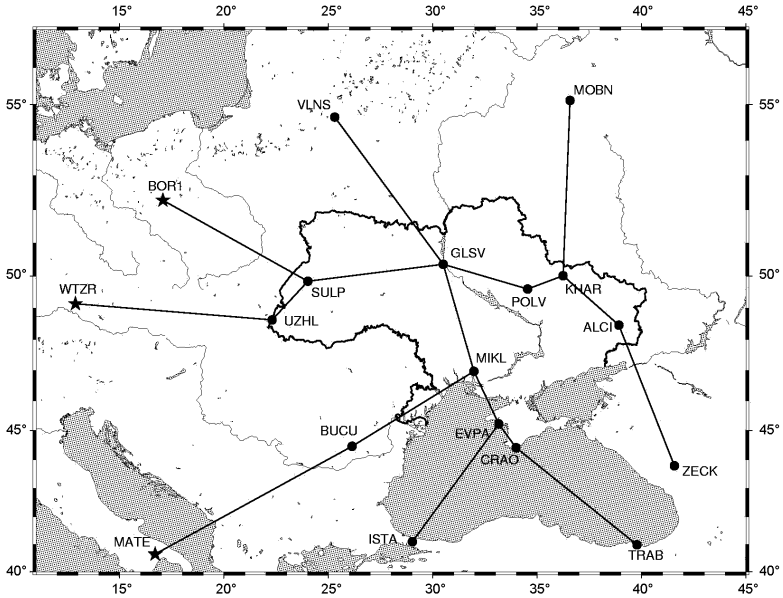 15° 20° 25° 30° 35° 40° 45°
55° 55°
MOBN
VLNS
BOR1
GLSV
50° 50°
WTZR
SULP
KHAR
POLV
UZHL
ALCI
MIKL
45° 45°
BUCU
EVPA
CRAO
ZECK
MATE
ISTA
TRAB
40° 40°
15° 20° 25° 30° 35° 40° 45°